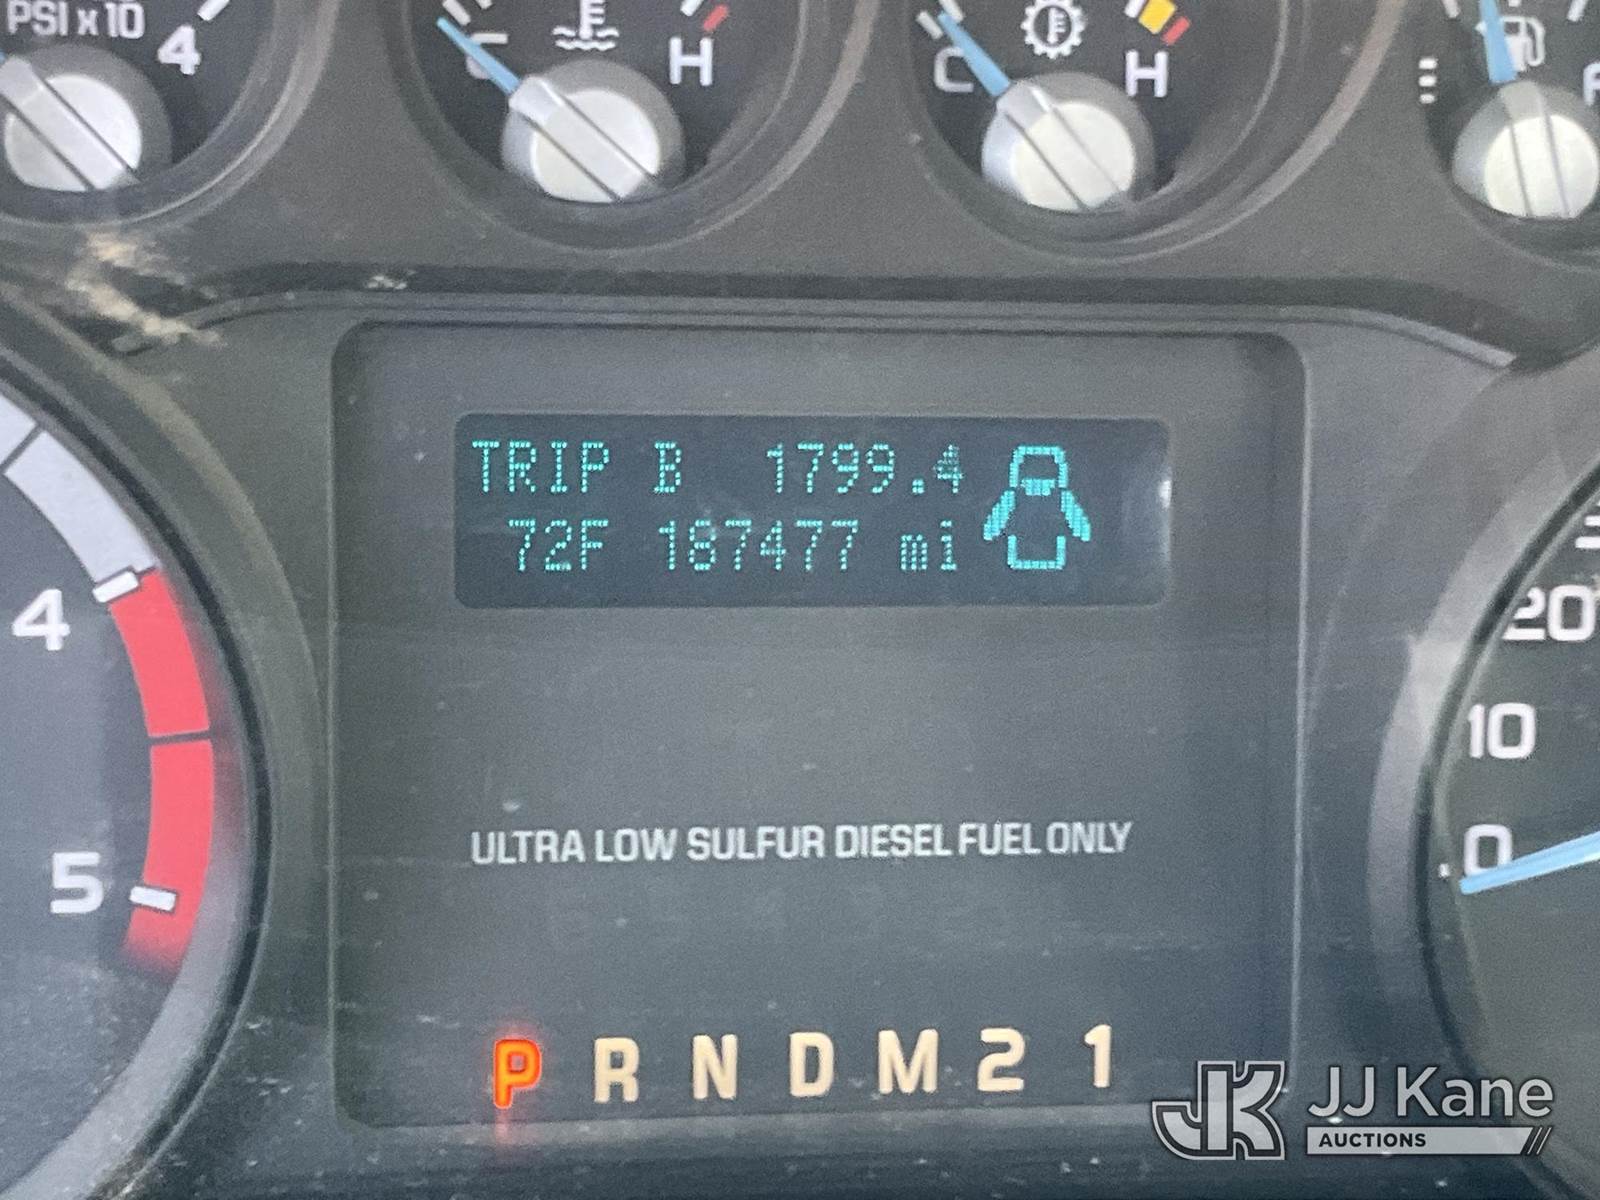 PSI x 10
4
C H
C H
TRIP B 1799.4
72F 187477 mi
4
20
10
5
0
ULTRA LOW SULFUR DIESEL FUEL ONLY
P R N D M 2 1
JJ Kane
AUCTIONS